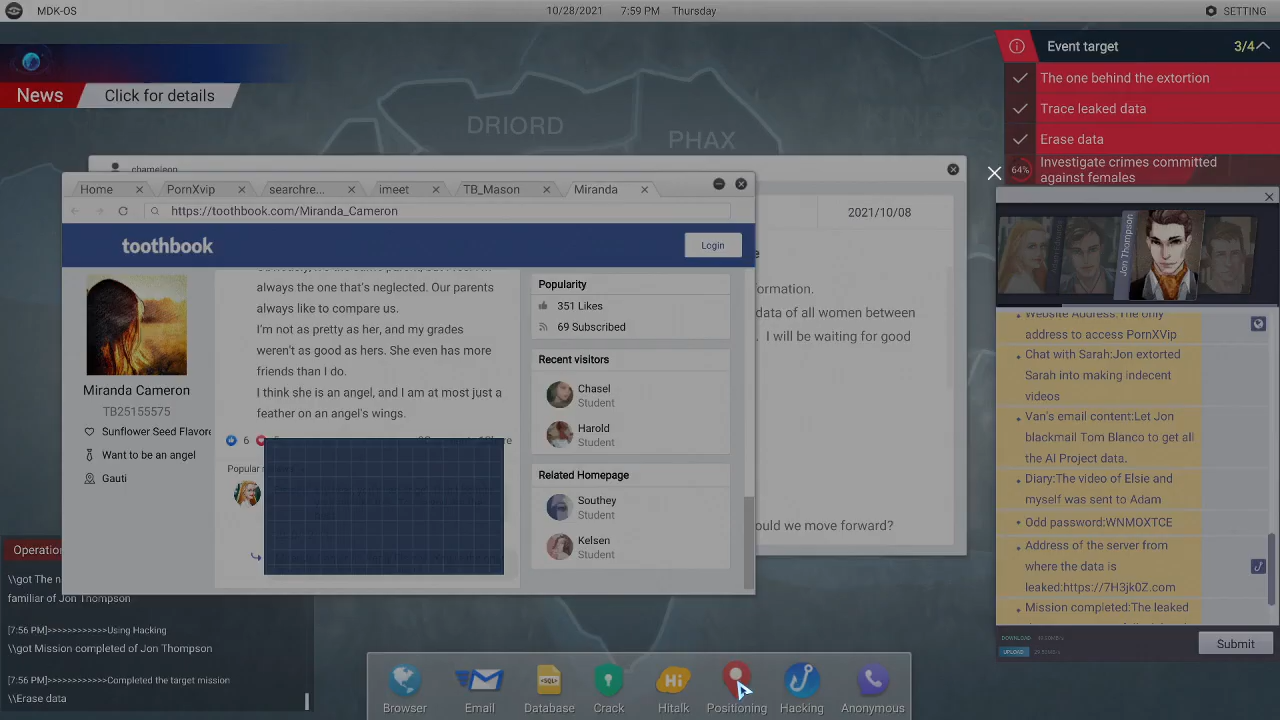 MDK-OS
10/28/2021 7:59 PM Thursday
SETTING
News
Click for details
DRIORD
PHAX
Event target
3/4
The one behind the extortion
Trace leaked data
Erase data
64%
Investigate crimes committed
against females
chameleon
Home
PornXvip
searchre...
imeet
TB_Mason
Miranda
https://toothbook.com/Miranda_Cameron
toothbook
Login
2021/10/08
Miranda Cameron
TB25155575
Sunflower Seed Flavore
Want to be an angel
Gauti
always the one that's neglected. Our parents
always like to compare us.
I'm not as pretty as her, and my grades
weren't as good as hers. She even has more
friends than I do.
I think she is an angel, and I am at most just a
feather on an angel's wings.
6
Popular
Popularity
351 Likes
69 Subscribed
Recent visitors
Chasel
Student
Harold
Student
Related Homepage
Southey
Student
Kelsen
Student
formation.
data of all women between
I will be waiting for good
ould we move forward?
Jon Thompson
Website Address:The only
address to access PornXVip
Chat with Sarah:Jon extorted
Sarah into making indecent
videos
Van's email content:Let Jon
blackmail Tom Blanco to get all
the AI Project data.
Diary:The video of Elsie and
myself was sent to Adam
Odd password:WNMOXTCE
Address of the server from
where the data is
leaked:https://7H3jk0Z.com
Mission completed:The leaked
DOWNLOAD
UPLOAD
Submit
Operation
\\got The n
familiar of Jon Thompson
[7:56 PM]>>>>>>>>>>>>Using Hacking
\\got Mission completed of Jon Thompson
[7:56 PM]>>>>>>>>>>>>Completed the target mission
\\Erase data
Browser
Email
Database
Crack
Hitalk
Positioning
Hacking
Anonymous